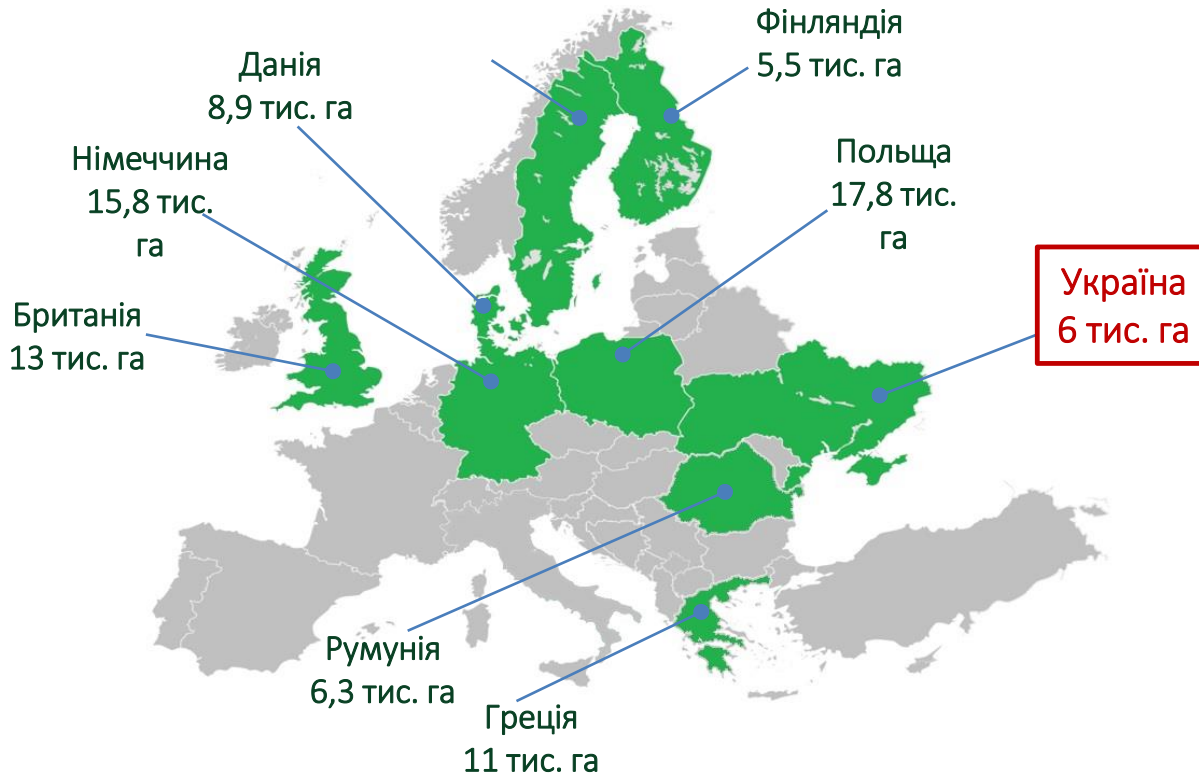 Фінляндія
5,5 тис. га
Данія
8,9 тис. га
Німеччина
15,8 тис.
га
Польща
17,8 тис.
га
Україна
6 тис. га
Британія
13 тис. га
Румунія
6,3 тис. га
Греція
11 тис. га